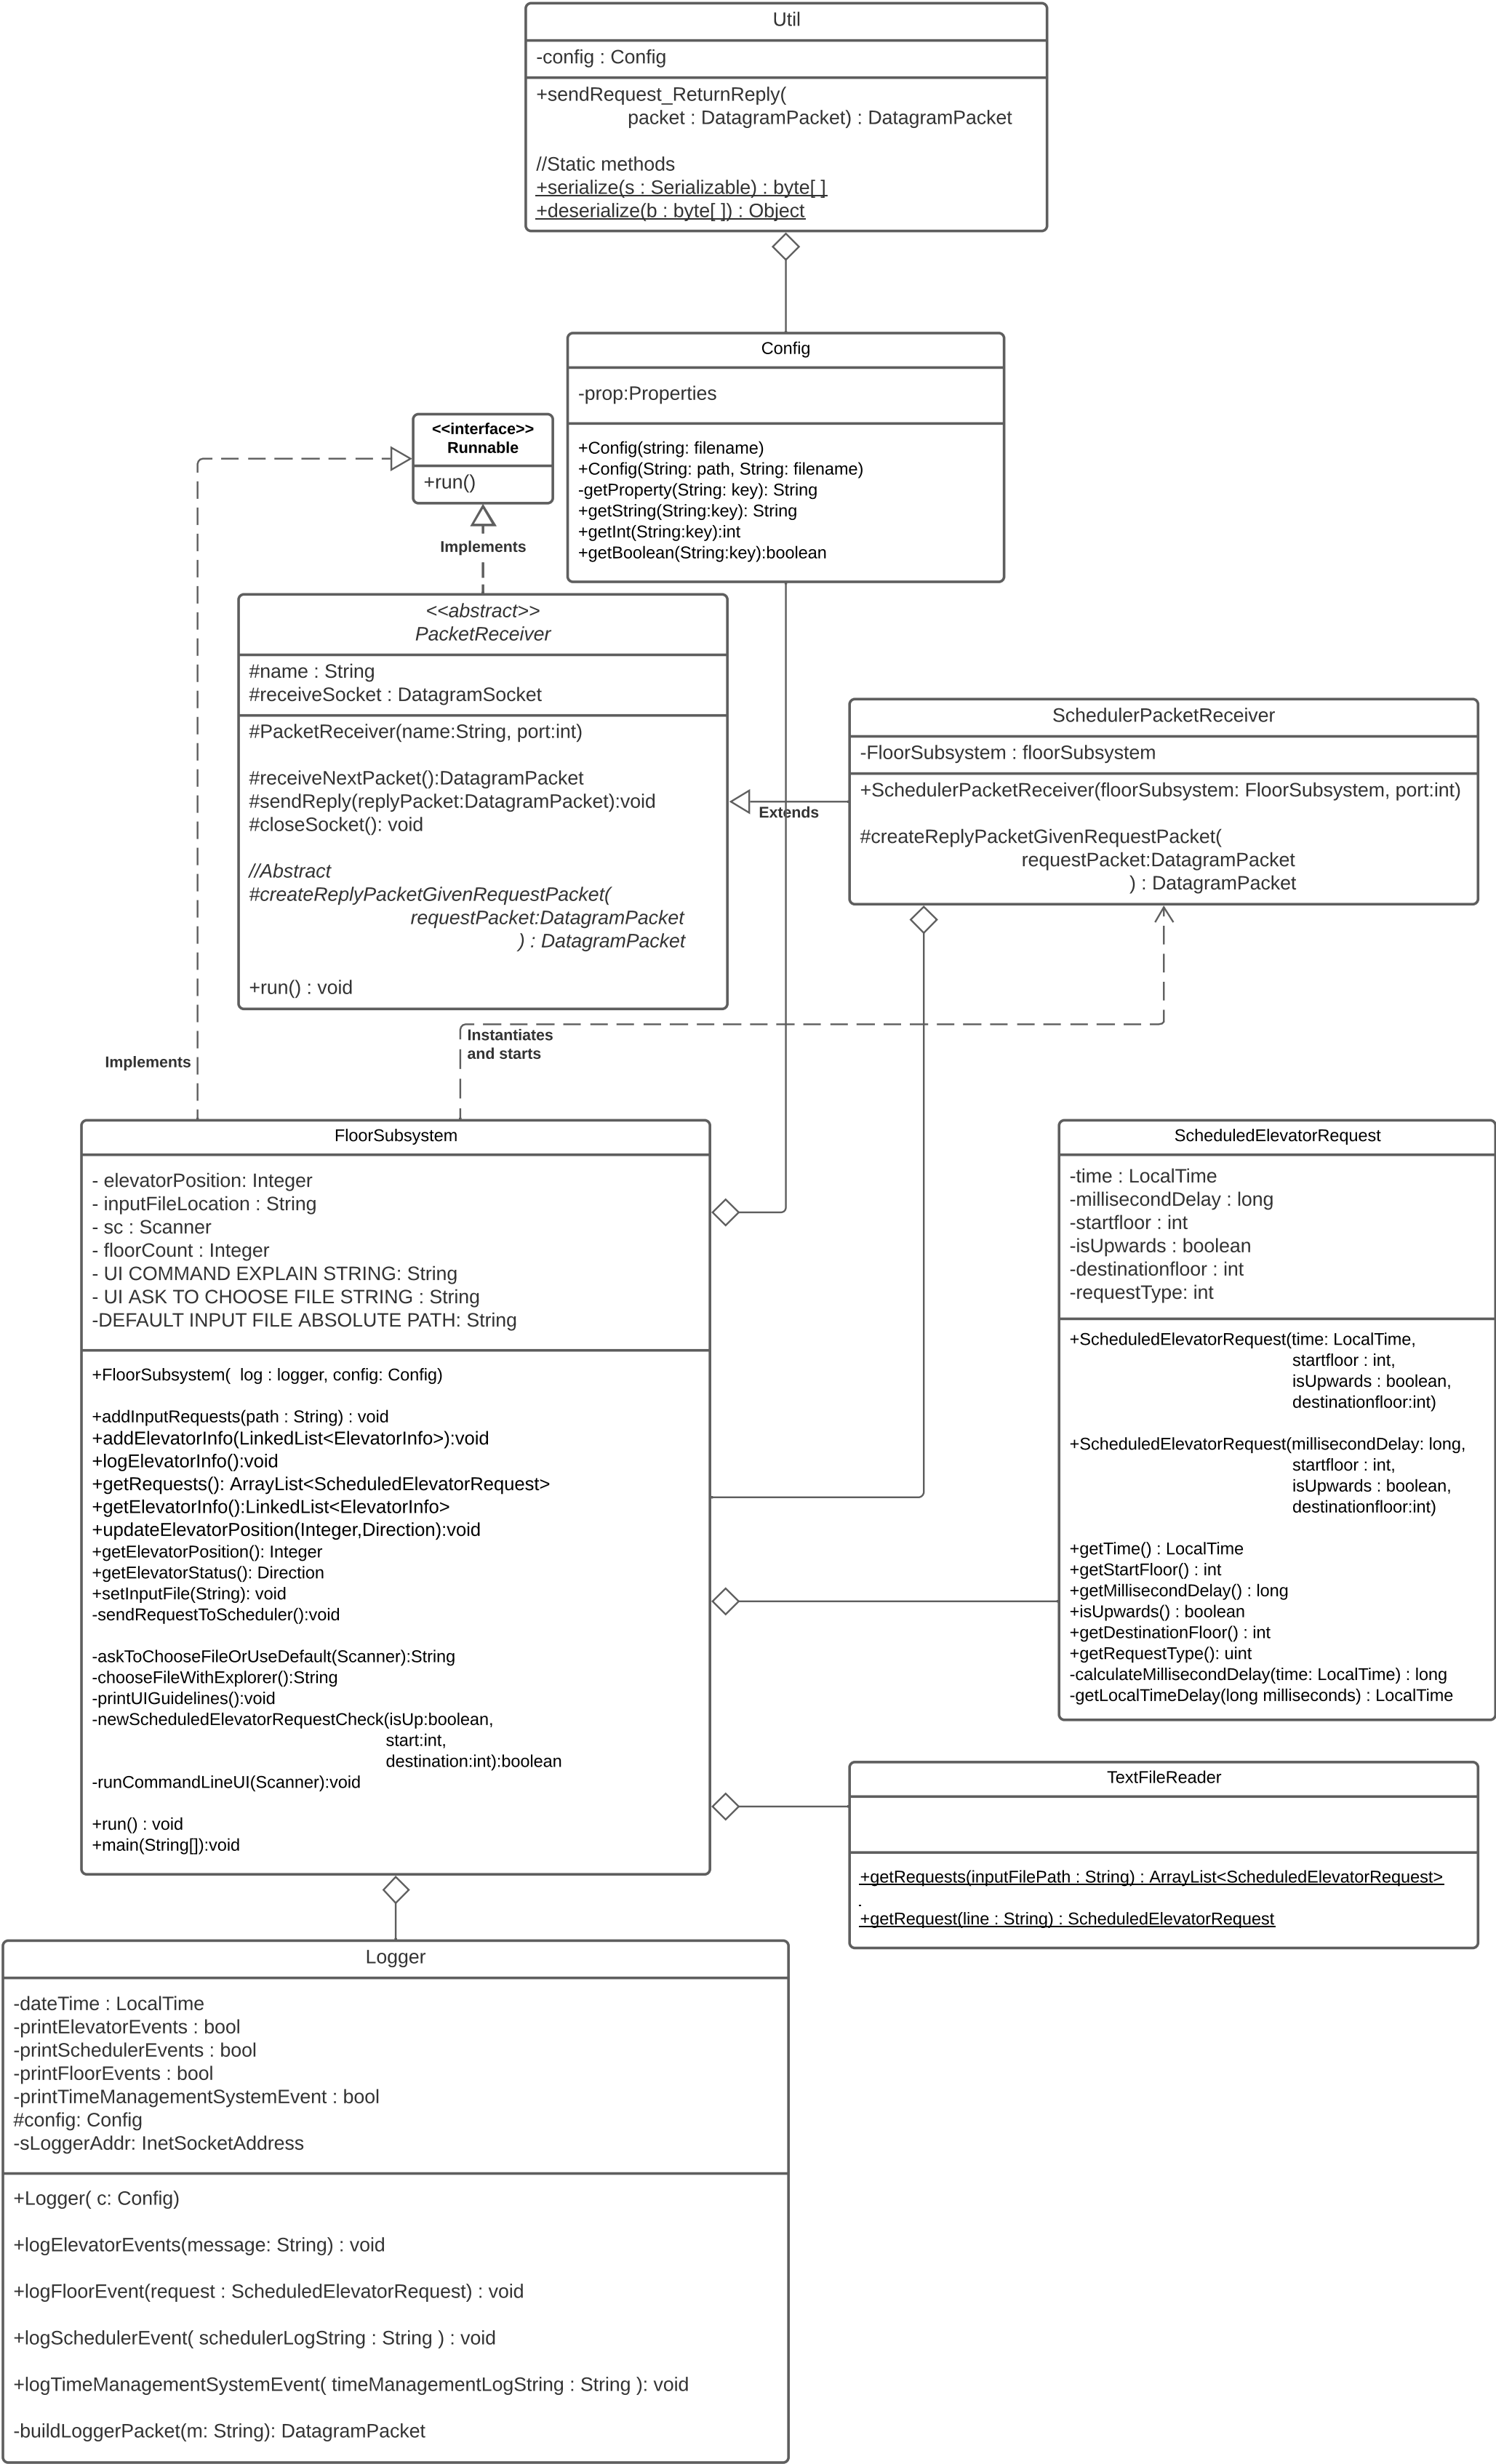 Util
-config : Config
+sendRequest_ReturnReply(
packet : DatagramPacket) : DatagramPacket
//Static methods
+serialize(s : Serializable) : byte[ ]
+deserialize(b : byte[ ]) : Object
Config
-prop:Properties
+Config(string: filename)
+Config(String: path, String: filename)
-getProperty(String: key): String
+getString(String:key): String
+getInt(String:key):int
+getBoolean(String:key):boolean
<<interface>>
Runnable
+run()
Implements
<<abstract>>
PacketReceiver
#name : String
#receiveSocket : DatagramSocket
#PacketReceiver(name:String, port:int)
#receiveNextPacket():DatagramPacket
#sendReply(replyPacket:DatagramPacket):void
#closeSocket(): void
//Abstract
#createReplyPacketGivenRequestPacket(
requestPacket:DatagramPacket
) : DatagramPacket
+run() : void
Extends
SchedulerPacketReceiver
-FloorSubsystem : floorSubsystem
+SchedulerPacketReceiver(floorSubsystem: FloorSubsystem, port:int)
#createReplyPacketGivenRequestPacket(
requestPacket:DatagramPacket
) : DatagramPacket
Instantiates
and starts
Implements
FloorSubsystem
- elevatorPosition: Integer
- inputFileLocation : String
- sc : Scanner
- floorCount : Integer
- UI COMMAND EXPLAIN STRING: String
- UI ASK TO CHOOSE FILE STRING : String
-DEFAULT INPUT FILE ABSOLUTE PATH: String
+FloorSubsystem(  log : logger, config: Config)
+addInputRequests(path : String) : void
+addElevatorInfo(LinkedList<ElevatorInfo>):void
+logElevatorInfo():void
+getRequests(): ArrayList<ScheduledElevatorRequest>
+getElevatorInfo():LinkedList<ElevatorInfo>
+updateElevatorPosition(Integer,Direction):void
+getElevatorPosition(): Integer
+getElevatorStatus(): Direction
+setInputFile(String): void
-sendRequestToScheduler():void
-askToChooseFileOrUseDefault(Scanner):String
-chooseFileWithExplorer():String
-printUIGuidelines():void
-newScheduledElevatorRequestCheck(isUp:boolean,
start:int,
destination:int):boolean
-runCommandLineUI(Scanner):void
+run() : void
+main(String[]):void
ScheduledElevatorRequest
-time : LocalTime
-millisecondDelay : long
-startfloor : int
-isUpwards : boolean
-destinationfloor : int
-requestType: int
+ScheduledElevatorRequest(time: LocalTime,
startfloor : int,
isUpwards : boolean,
destinationfloor:int)
+ScheduledElevatorRequest(millisecondDelay: long,
startfloor : int,
isUpwards : boolean,
destinationfloor:int)
+getTime() : LocalTime
+getStartFloor() : int
+getMillisecondDelay() : long
+isUpwards() : boolean
+getDestinationFloor() : int
+getRequestType(): uint
-calculateMillisecondDelay(time: LocalTime) : long
-getLocalTimeDelay(long milliseconds) : LocalTime
TextFileReader
+getRequests(inputFilePath : String) : ArrayList<ScheduledElevatorRequest>
+getRequest(line : String) : ScheduledElevatorRequest
Logger
-dateTime : LocalTime
-printElevatorEvents : bool
-printSchedulerEvents : bool
-printFloorEvents : bool
-printTimeManagementSystemEvent : bool
#config: Config
-sLoggerAddr: InetSocketAddress
+Logger( c: Config)
+logElevatorEvents(message: String) : void
+logFloorEvent(request : ScheduledElevatorRequest) : void
+logSchedulerEvent( schedulerLogString : String ) : void
+logTimeManagementSystemEvent( timeManagementLogString : String ): void
-buildLoggerPacket(m: String): DatagramPacket